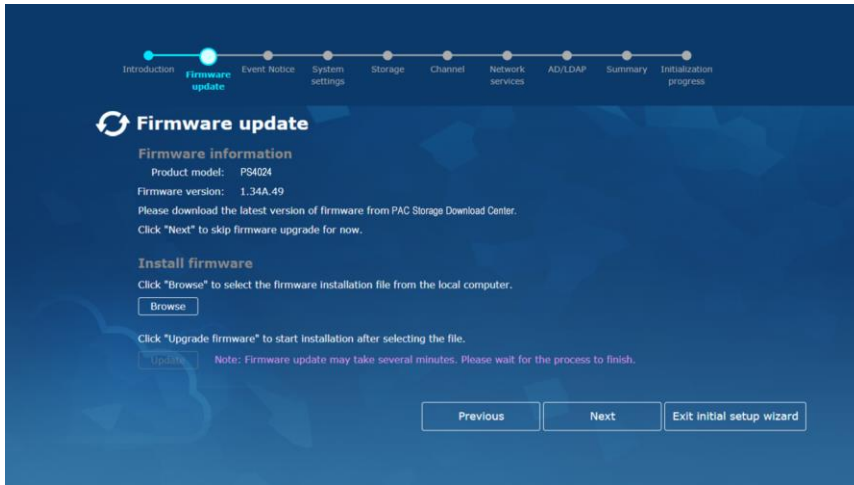 Introduction
Firmware
update
Event Notice
System
settings
Storage
Channel
Network
services
AD/LDAP
Summary
Initialization
progress
Firmware update
Firmware information
Product model: PS4024
Firmware version: 1.34A.49
Please download the latest version of firmware from PAC Storage Download Center.
Click "Next" to skip firmware upgrade for now.
Install firmware
Click "Browse" to select the firmware installation file from the local computer.
Browse
Click "Upgrade firmware" to start installation after selecting the file.
Update Note: Firmware update may take several minutes. Please wait for the process to finish.
Previous Next Exit initial setup wizard